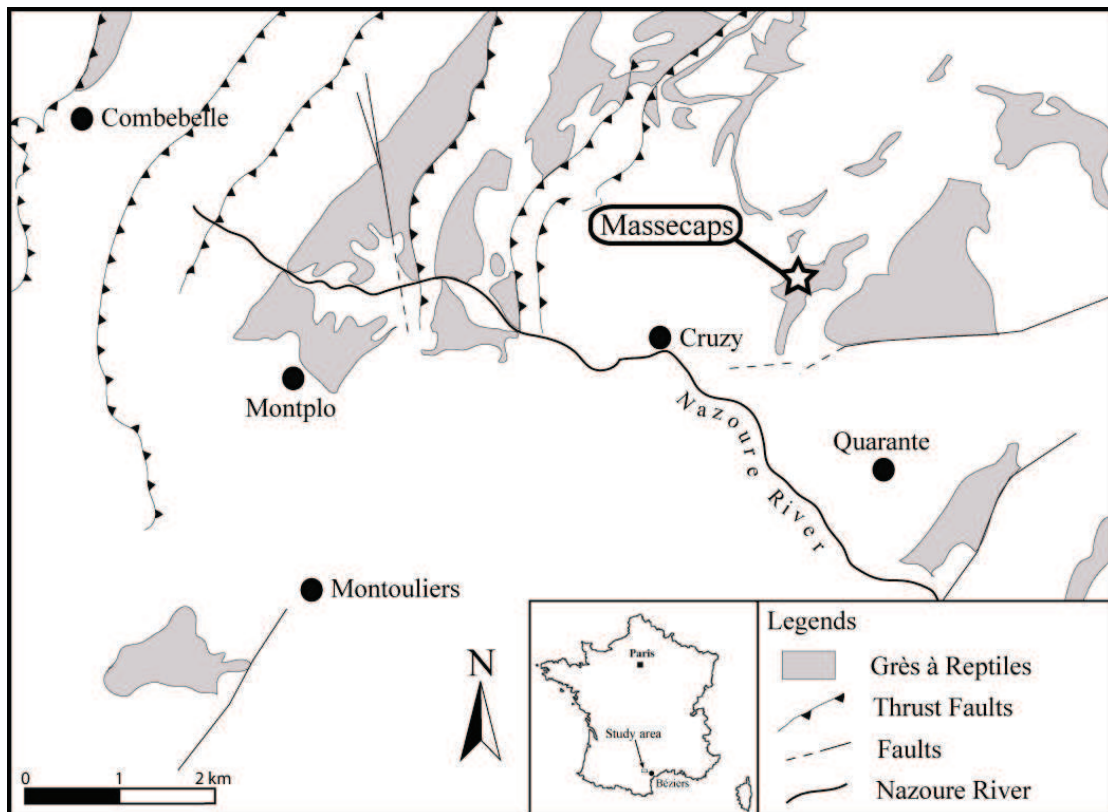 Combebelle
Massecaps
Cruzy
Montplo
Nazoure River
Quarante
Montouliers
N
0 1 2 km
Paris
Study area
Béziers
Legends
Grès à Reptiles
Thrust Faults
Faults
Nazoure River